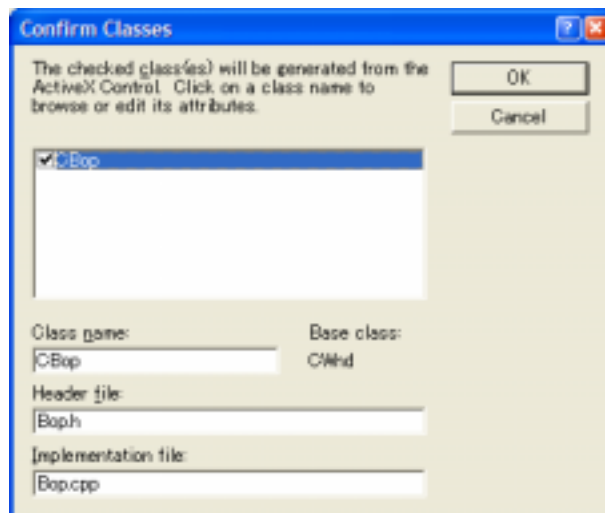 Confirm Classes
The checked class(es) will be generated from the
ActiveX Control. Click on a class name to
browse or edit its attributes.
OK
Cancel
CBop
Class name:
Base class:
CBop
CWnd
Header file:
Bop.h
Implementation file:
Bop.cpp